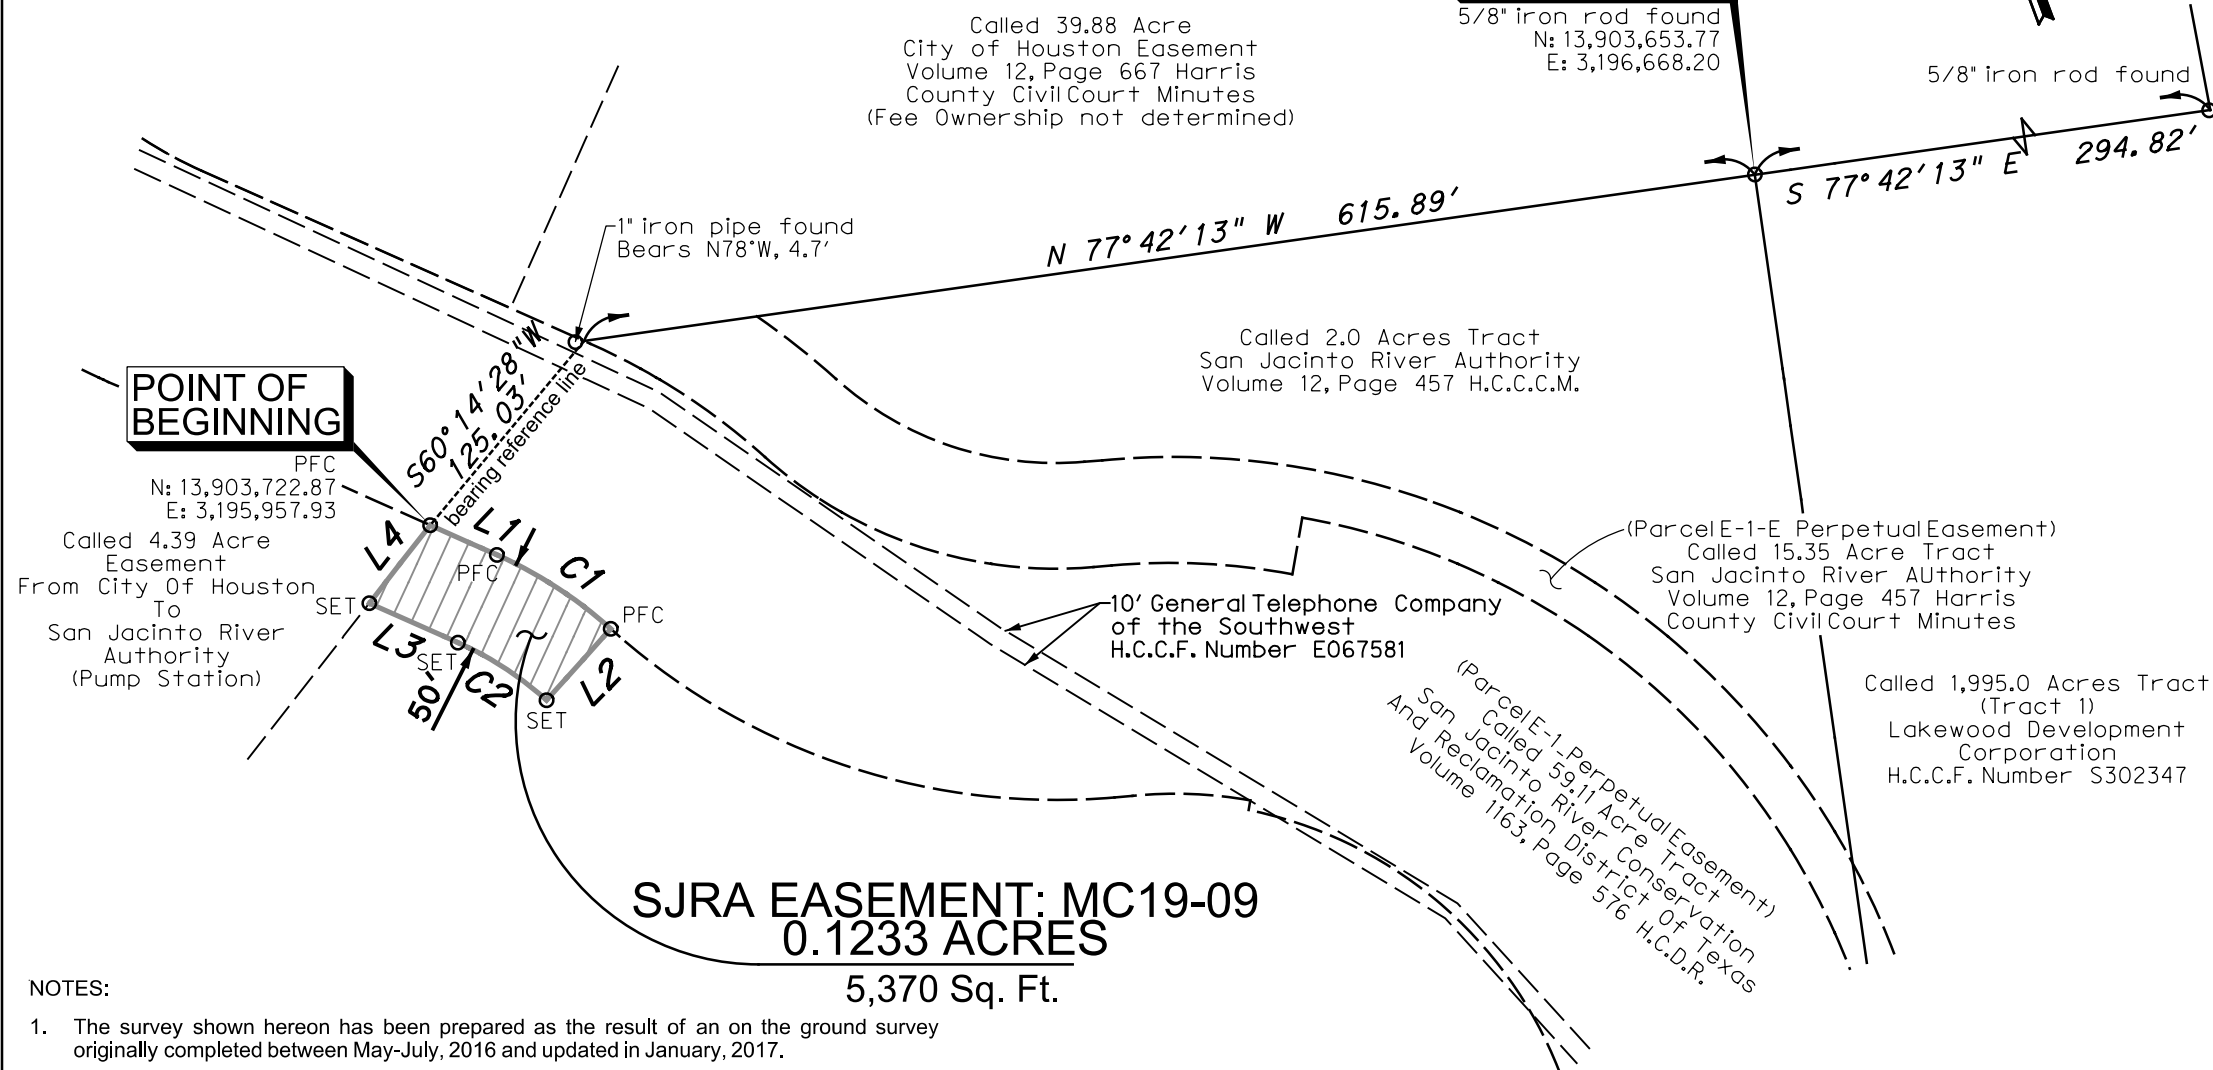 Called 39.88 Acre
City of Houston Easement
Volume 12, Page 667 Harris
County Civil Court Minutes
(Fee Ownership not determined)
5/8" iron rod found
N: 13,903,653.77
E: 3,196,668.20
5/8" iron rod found
S 77°42'13" E 294.82'
N 77°42'13" W 615.89'
1" iron pipe found
Bears N78°W, 4.7'
S60°14'28"W
125.03'
bearing reference line
POINT OF
BEGINNING
PFC
N: 13,903,722.87
E: 3,195,957.93
Called 2.0 Acres Tract
San Jacinto River Authority
Volume 12, Page 457 H.C.C.C.M.
Called 4.39 Acre
Easement
From City Of Houston
To
San Jacinto River
Authority
(Pump Station)
L4
L1
PFC
C1
PFC
SET
L3
SET
C2
L2
SET
50'
(Parcel E-1-E Perpetual Easement)
Called 15.35 Acre Tract
San Jacinto River AUthority
Volume 12, Page 457 Harris
County Civil Court Minutes
10' General Telephone Company
of the Southwest
H.C.C.F. Number E067581
(Parcel E-1-Perpetual Easement)
Called 59.11 Acre Tract
San Jacinto River Conservation
And Reclamation District Of Texas
Volume 1163, Page 576 H.C.D.R.
Called 1,995.0 Acres Tract
(Tract 1)
Lakewood Development
Corporation
H.C.C.F. Number S302347
SJRA EASEMENT: MC19-09
0.1233 ACRES
5,370 Sq. Ft.
NOTES:
1. The survey shown hereon has been prepared as the result of an on the ground survey
originally completed between May-July, 2016 and updated in January, 2017.